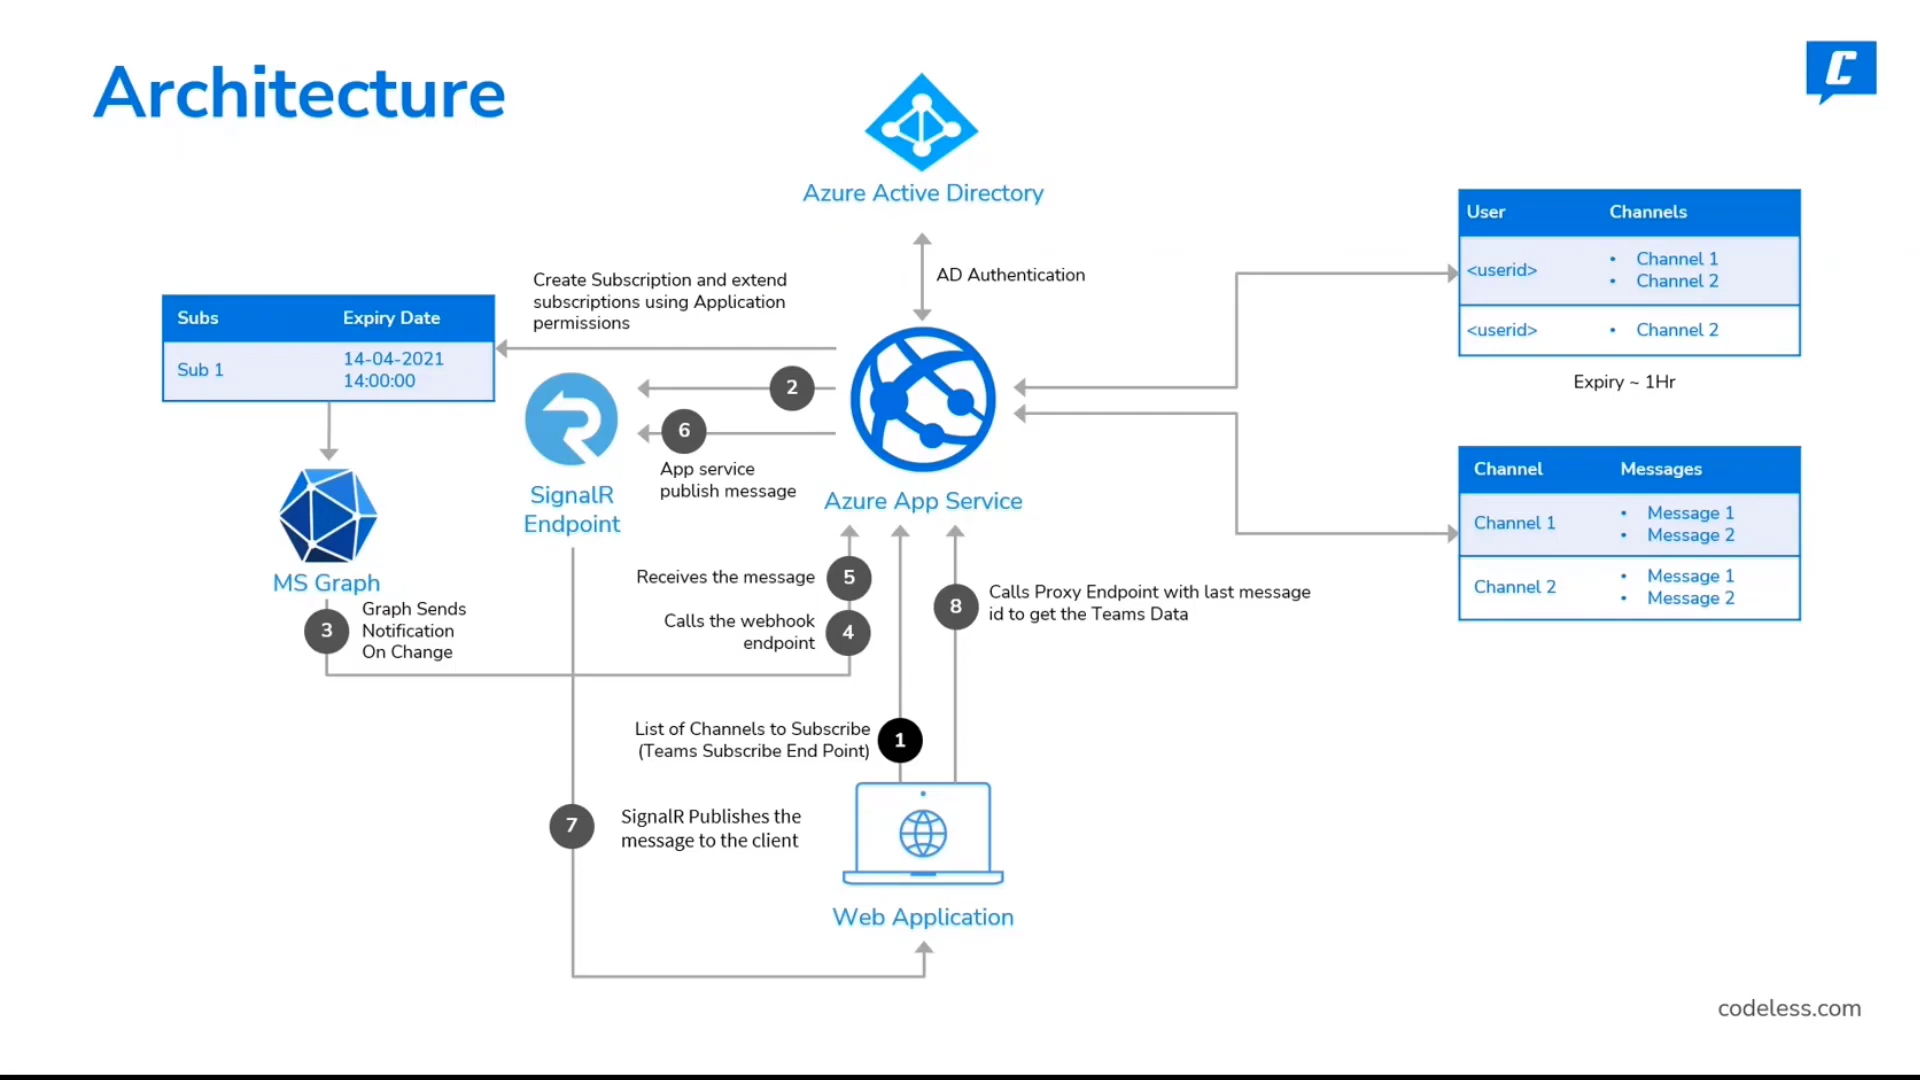 Architecture
C
Azure Active Directory
AD Authentication
Create Subscription and extend
subscriptions using Application
permissions
Subs Expiry Date
Sub 1 14-04-2021
14:00:00
2
6
App service
publish message
SignalR
Endpoint
Azure App Service
MS Graph
3
Graph Sends
Notification
On Change
Receives the message 5
Calls the webhook
endpoint
4
8
Calls Proxy Endpoint with last message
id to get the Teams Data
List of Channels to Subscribe
(Teams Subscribe End Point)
1
7
SignalR Publishes the
message to the client
Web Application
User Channels
<userid> • Channel 1
• Channel 2
<userid> • Channel 2
Expiry ~ 1Hr
Channel Messages
Channel 1 • Message 1
• Message 2
Channel 2 • Message 1
• Message 2
codeless.com